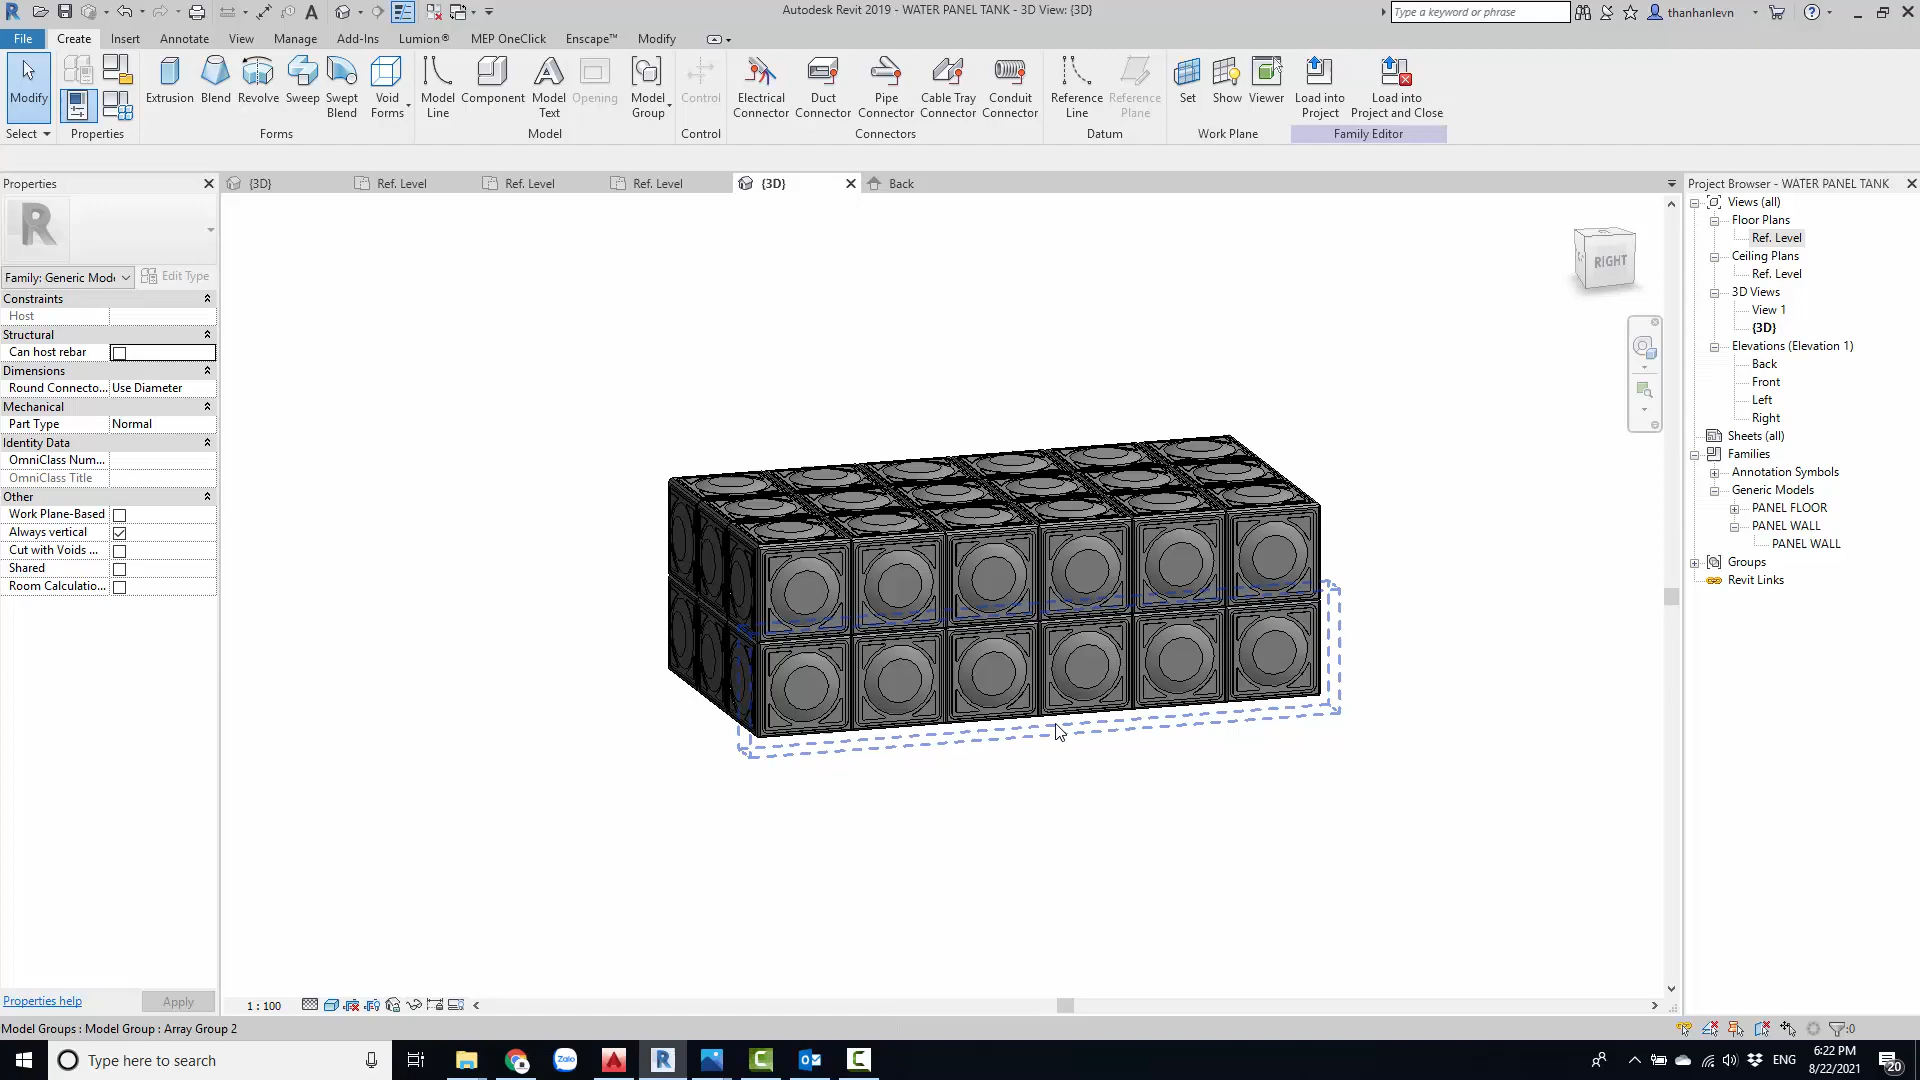 Autodesk Revit 2019 - WATER PANEL TANK - 3D View: {3D}
Type a keyword or phrase
thanhanlevn
File Create Insert Annotate View Manage Add-Ins Lumion® MEP OneClick Enscape™ Modify
Modify
Extrusion
Blend
Revolve
Sweep
Swept Blend
Void Forms
Model Line
Component
Model Text
Opening
Model Group
Control
Electrical Connector
Duct Connector
Pipe Connector
Cable Tray Connector
Conduit Connector
Reference Line
Reference Plane
Set
Show
Viewer
Load into Project
Load into Project and Close
Select
Properties
Forms
Model
Control
Connectors
Datum
Work Plane
Family Editor
Properties
{3D}
Ref. Level
Ref. Level
Ref. Level
{3D}
Back
Project Browser - WATER PANEL TANK
Family: Generic Mode
Edit Type
Constraints
Host
Structural
Can host rebar
Dimensions
Round Connecto... Use Diameter
Mechanical
Part Type Normal
Identity Data
OmniClass Num...
OmniClass Title
Other
Work Plane-Based
Always vertical
Cut with Voids ...
Shared
Room Calculatio...
Properties help
Apply
RIGHT
Views (all)
Floor Plans
Ref. Level
Ceiling Plans
Ref. Level
3D Views
View 1
{3D}
Elevations (Elevation 1)
Back
Front
Left
Right
Sheets (all)
Families
Annotation Symbols
Generic Models
PANEL FLOOR
PANEL WALL
PANEL WALL
Groups
Revit Links
1 : 100
Model Groups : Model Group : Array Group 2
:0
Type here to search
Zalo
ENG
6:22 PM
8/22/2021
20